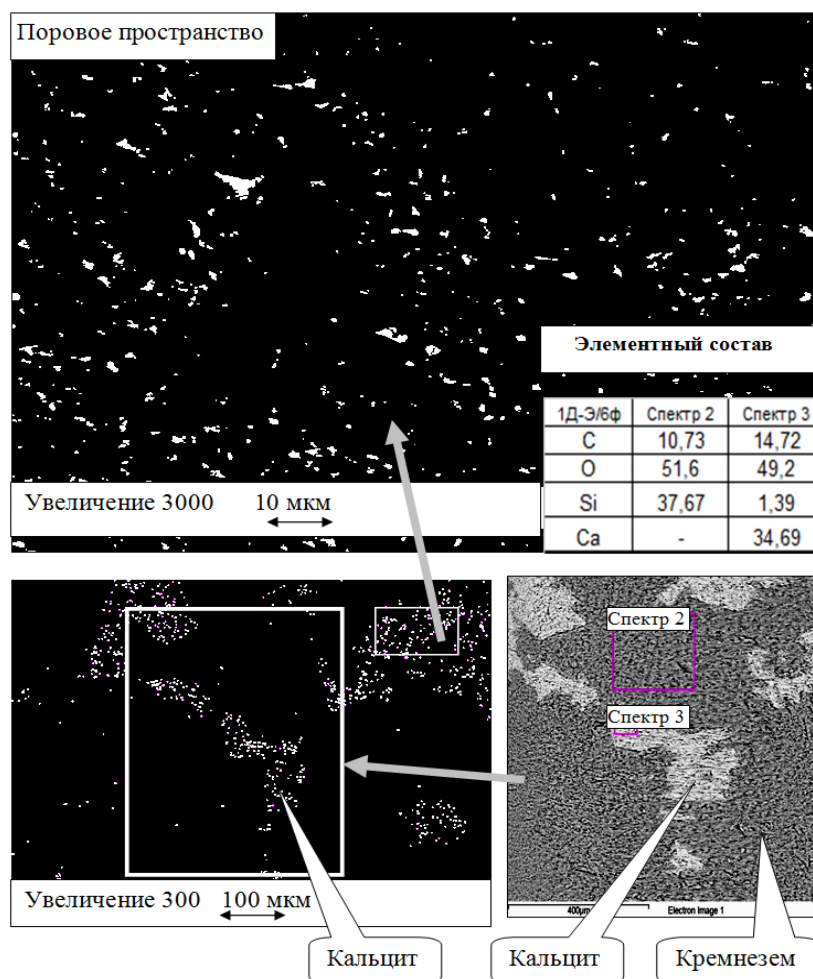 Поровое пространство
Элементный состав
1Д-Э/6ф Спектр 2 Спектр 3
C 10,73 14,72
O 51,6 49,2
Si 37,67 1,39
Ca - 34,69
Увеличение 3000 10 мкм
Спектр 2
Спектр 3
Увеличение 300 100 мкм
400µm Electron Image 1
Кальцит Кальцит Кремнезем